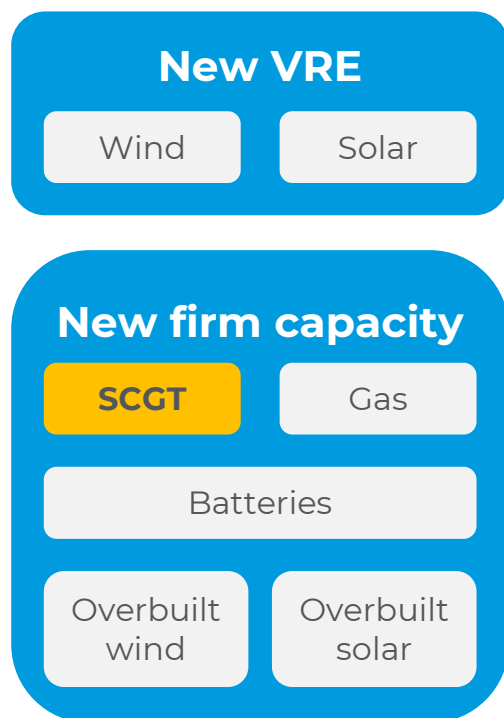 New VRE
Wind
Solar
New firm capacity
SCGT
Gas
Batteries
Overbuilt
wind
Overbuilt
solar